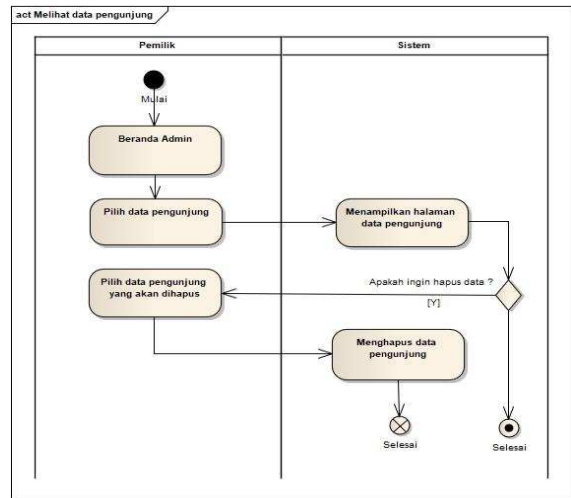 act Melihat data pengunjung
Pemilik
Sistem
Mulai
Beranda Admin
Pilih data pengunjung
Menampilkan halaman
data pengunjung
Apakah ingin hapus data ?
[Y]
Pilih data pengunjung
yang akan dihapus
Menghapus data
pengunjung
Selesai
Selesai